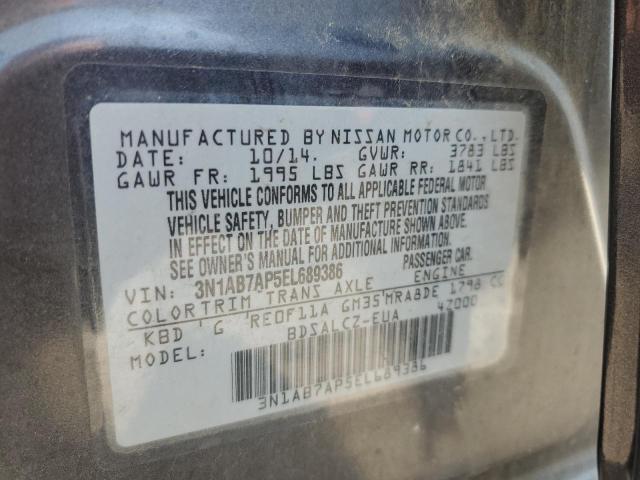 MANUFACTURED BY NISSAN MOTOR CO., LTD.
DATE: 10/14. GVWR: 3783 LBS
GAWR FR: 1995 LBS GAWR RR: 1841 LBS
THIS VEHICLE CONFORMS TO ALL APPLICABLE FEDERAL MOTOR
VEHICLE SAFETY, BUMPER AND THEFT PREVENTION STANDARDS
IN EFFECT ON THE DATE OF MANUFACTURE SHOWN ABOVE.
SEE OWNER'S MANUAL FOR ADDITIONAL INFORMATION.
VIN: 3N1AB7AP5EL689386 PASSENGER CAR.
COLOR TRIM TRANS AXLE ENGINE
KBD G RE0F11A GM35 MRA8DE 1798 CC
MODEL: BDSALCZ-EUA 47000
3N1AB7AP5EL689386